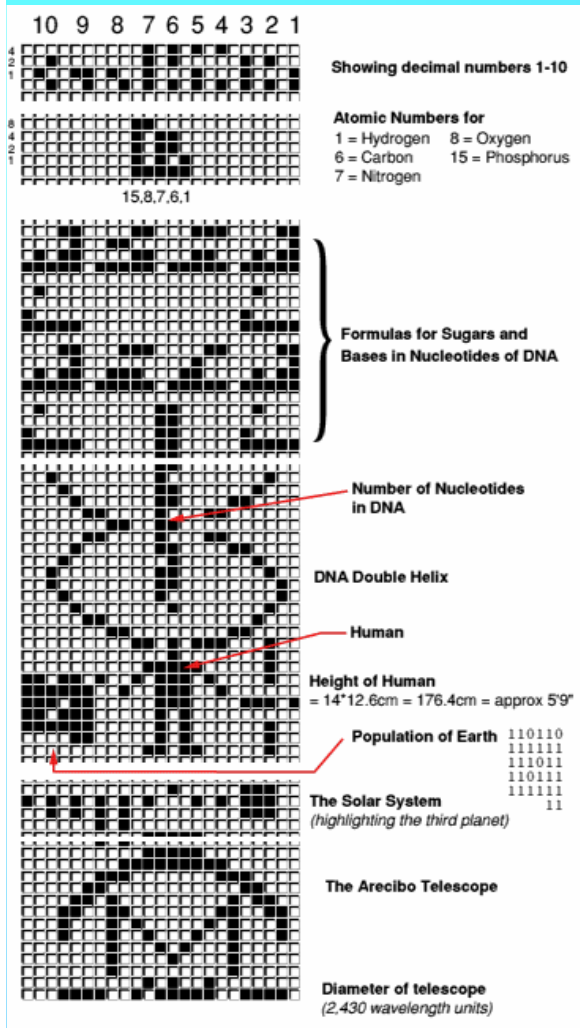 10 9 8 7 6 5 4 3 2 1
4
2
1
Showing decimal numbers 1-10
Atomic Numbers for
1 = Hydrogen 8 = Oxygen
6 = Carbon 15 = Phosphorus
7 = Nitrogen
8
4
2
1
15,8,7,6,1
Formulas for Sugars and
Bases in Nucleotides of DNA
Number of Nucleotides
in DNA
DNA Double Helix
Human
Height of Human
= 14*12.6cm = 176.4cm = approx 5'9"
Population of Earth
110110
111111
111011
110111
111111
11
The Solar System
(highlighting the third planet)
The Arecibo Telescope
Diameter of telescope
(2,430 wavelength units)